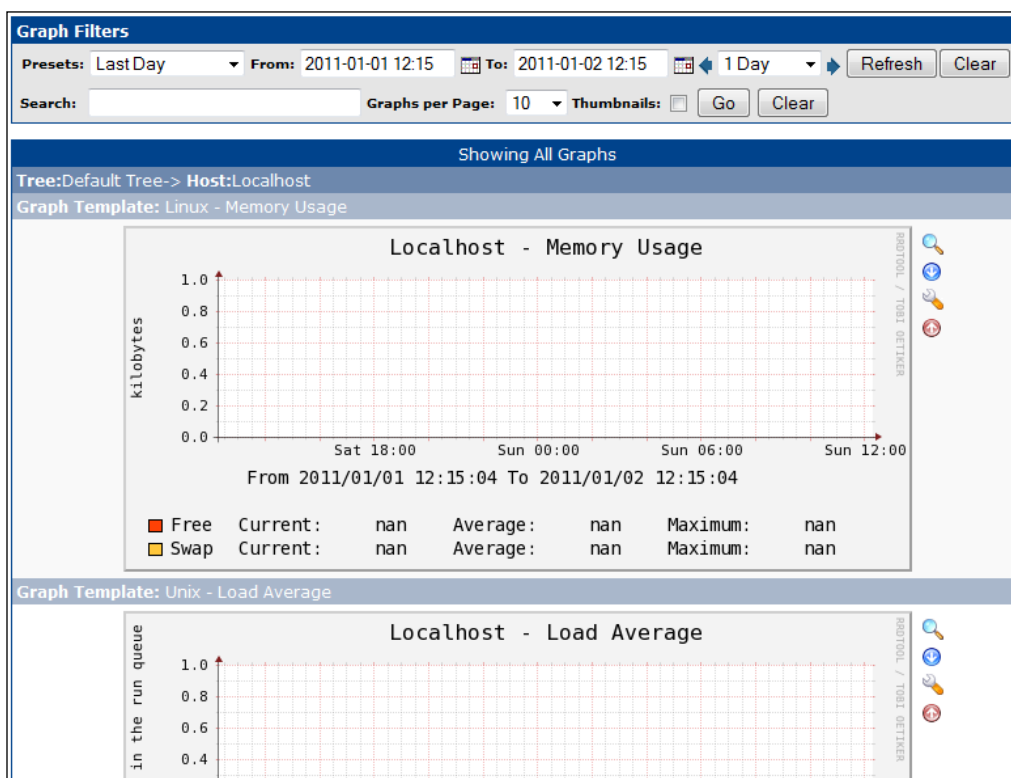 Graph Filters
Presets: Last Day From: 2011-01-01 12:15 To: 2011-01-02 12:15 1 Day Refresh Clear
Search: Graphs per Page: 10 Thumbnails: Go Clear
Showing All Graphs
Tree:Default Tree-> Host:Localhost
Graph Template: Linux - Memory Usage
Localhost - Memory Usage
RRDTOOL / TOBI OETIKER
kilobytes
1.0
0.8
0.6
0.4
0.2
0.0
Sat 18:00 Sun 00:00 Sun 06:00 Sun 12:00
From 2011/01/01 12:15:04 To 2011/01/02 12:15:04
Free Current: nan Average: nan Maximum: nan
Swap Current: nan Average: nan Maximum: nan
Graph Template: Unix - Load Average
Localhost - Load Average
RRDTOOL / TOBI OETIKER
in the run queue
1.0
0.8
0.6
0.4